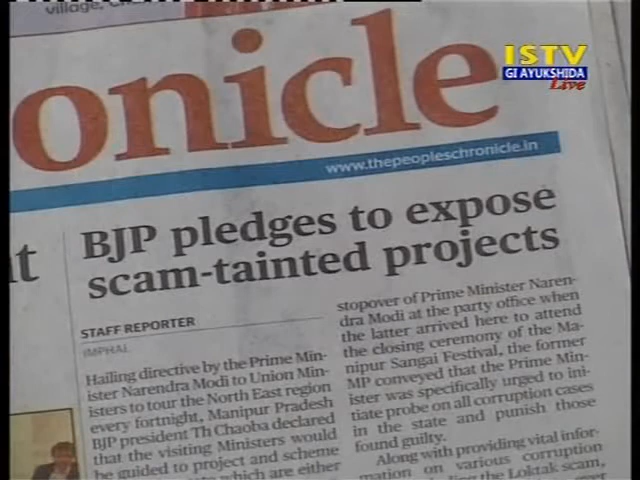 village,
ISTV
GI AYUKSHIDA
Live
onicle
www.thepeopleschronicle.in
BJP pledges to expose
scam-tainted projects
STAFF REPORTER
IMPHAL
Hailing directive by the Prime Min-
ister Narendra Modi to Union Min-
isters to tour the North East region
every fortnight, Manipur Pradesh
BJP president Th Chaoba declared
that the visiting Ministers would
be guided to project and scheme
which are either
stopover of Prime Minister Naren-
dra Modi at the party office when
the latter arrived here to attend
the closing ceremony of the Ma-
nipur Sangai Festival, the former
MP conveyed that the Prime Min-
ister was specifically urged to ini-
tiate probe on all corruption cases
in the state and punish those
found guilty.
Along with providing vital infor-
mation on various corruption
the Loktak scam,